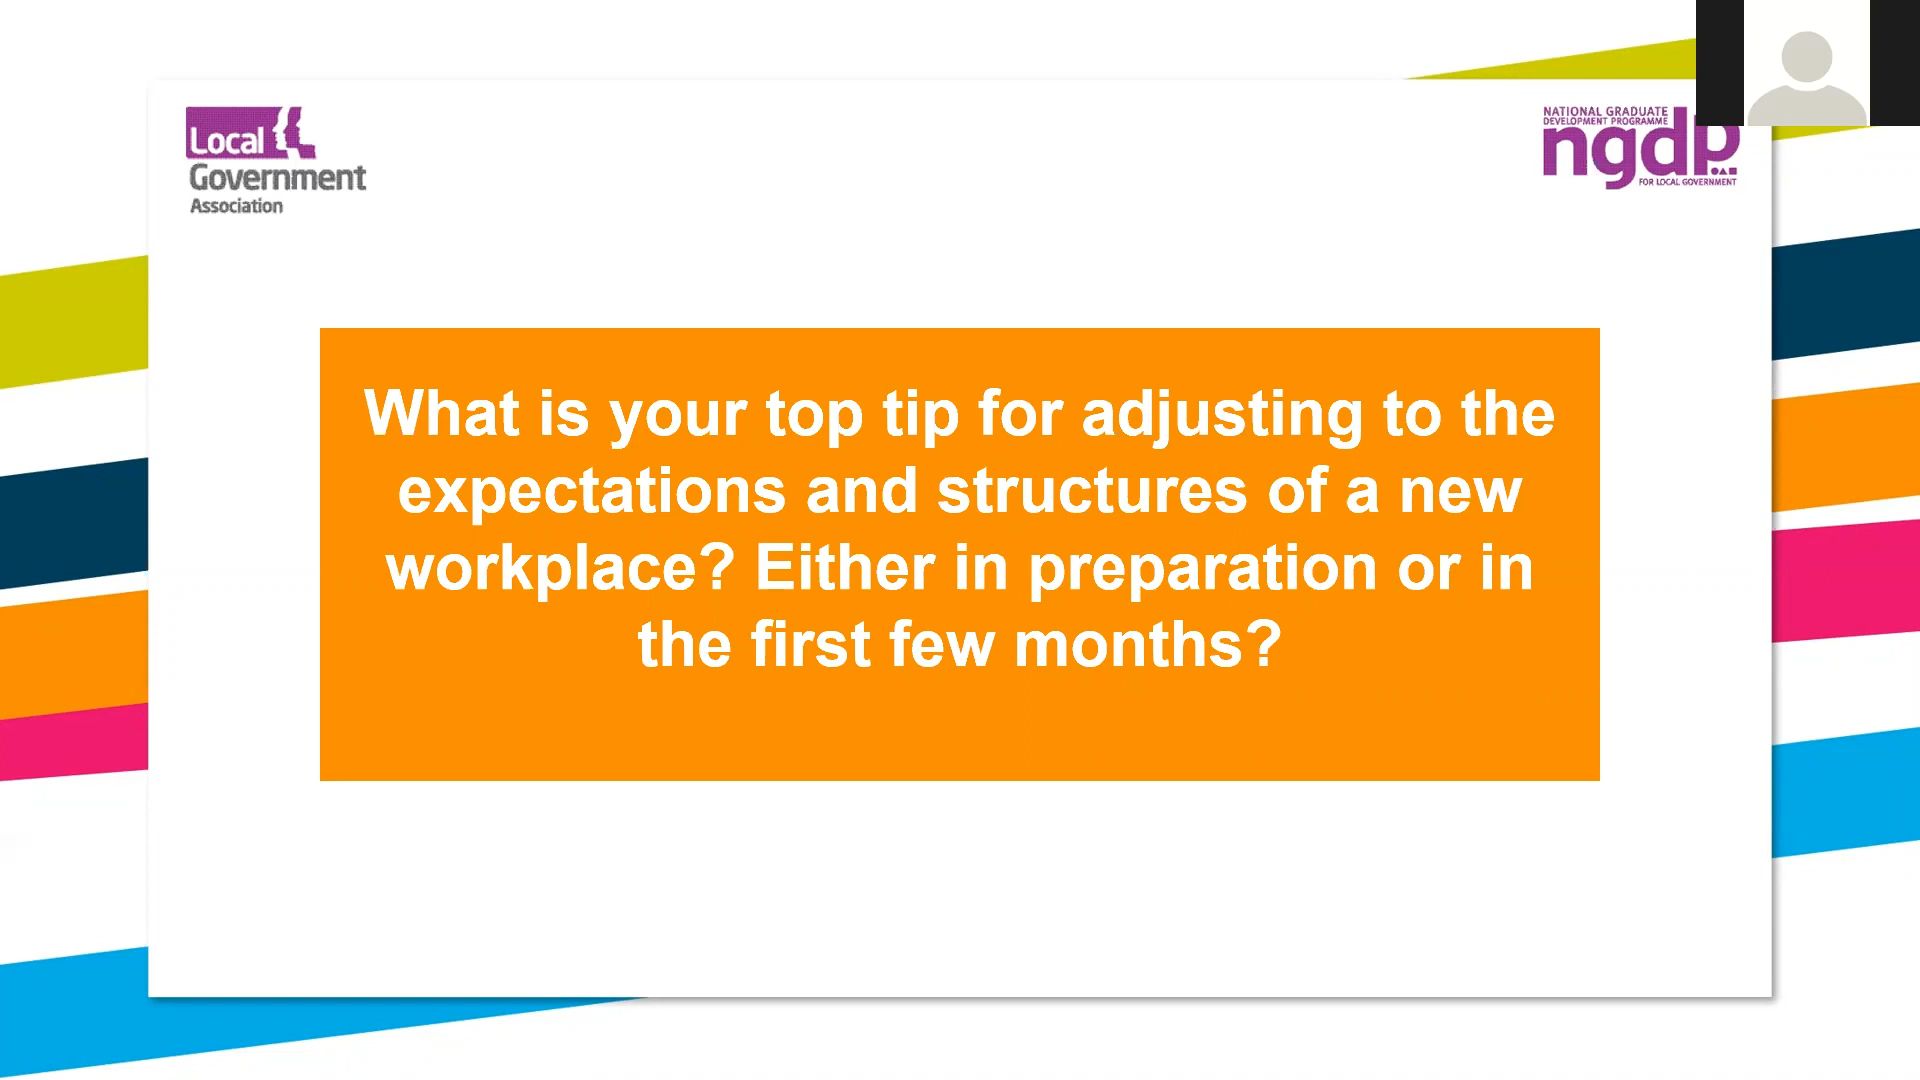 Local
Government
Association
NATIONAL GRADUATE
DEVELOPMENT PROGRAMME
ngdp
FOR LOCAL GOVERNMENT
What is your top tip for adjusting to the
expectations and structures of a new
workplace? Either in preparation or in
the first few months?